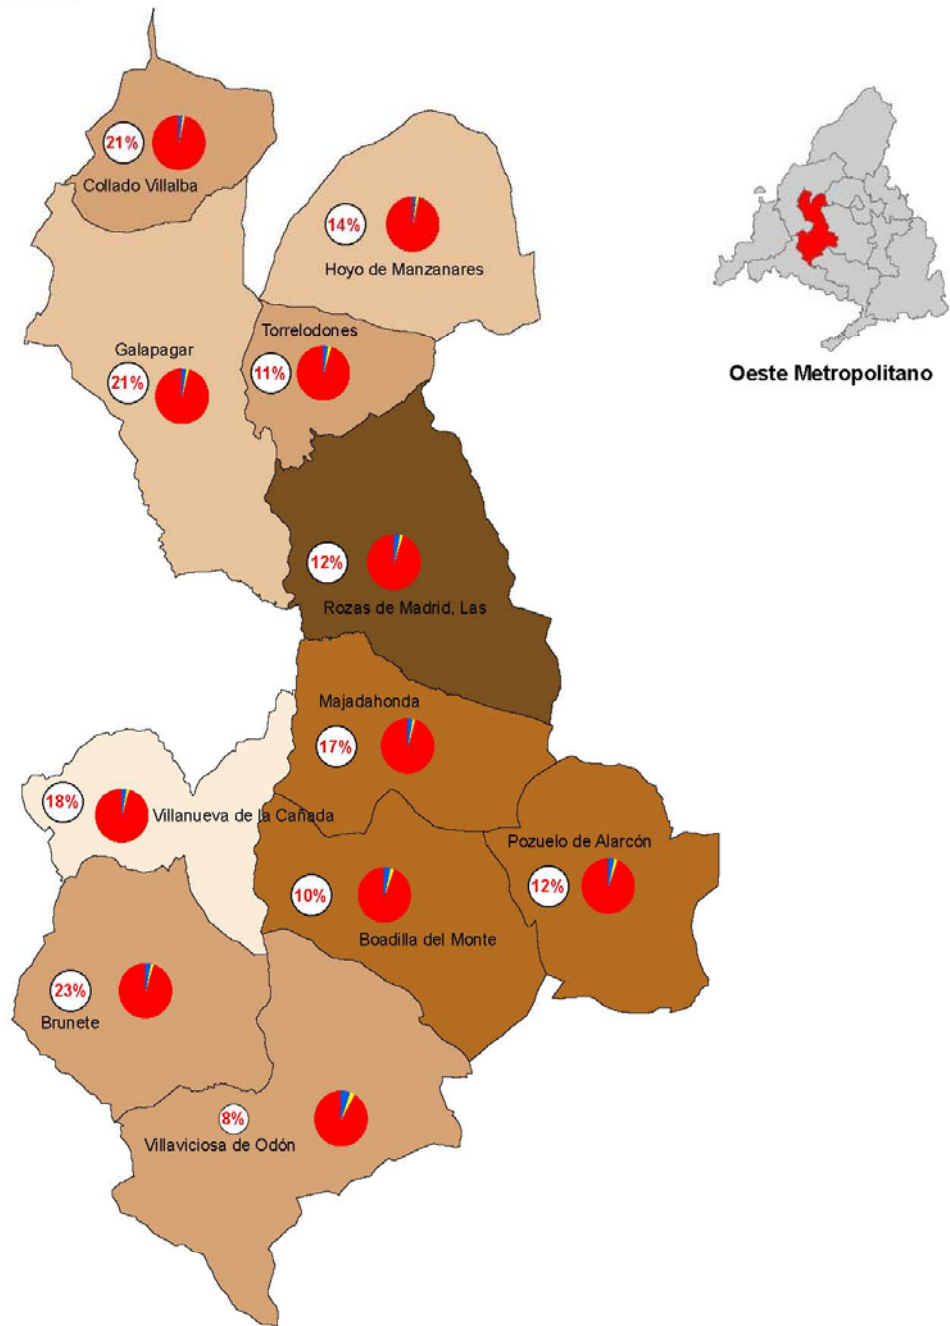 21%
Collado Villalba
14%
Hoyo de Manzanares
Torrelodones
11%
Galapagar
21%
Oeste Metropolitano
12%
Rozas de Madrid, Las
Majadahonda
17%
18%
Villanueva de la Cañada
Pozuelo de Alarcón
12%
10%
Boadilla del Monte
23%
Brunete
8%
Villaviciosa de Odón